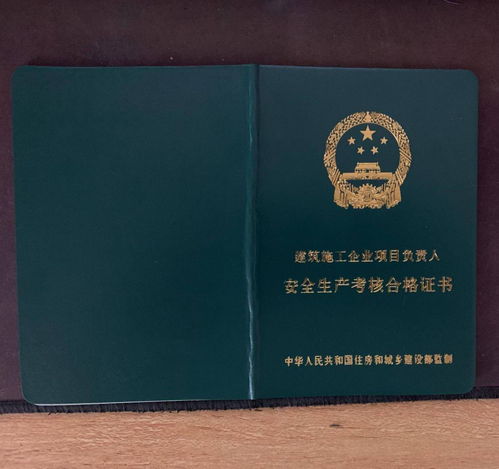 建筑施工企业项目负责人
安全生产考核合格证书
中华人民共和国住房和城乡建设部监制